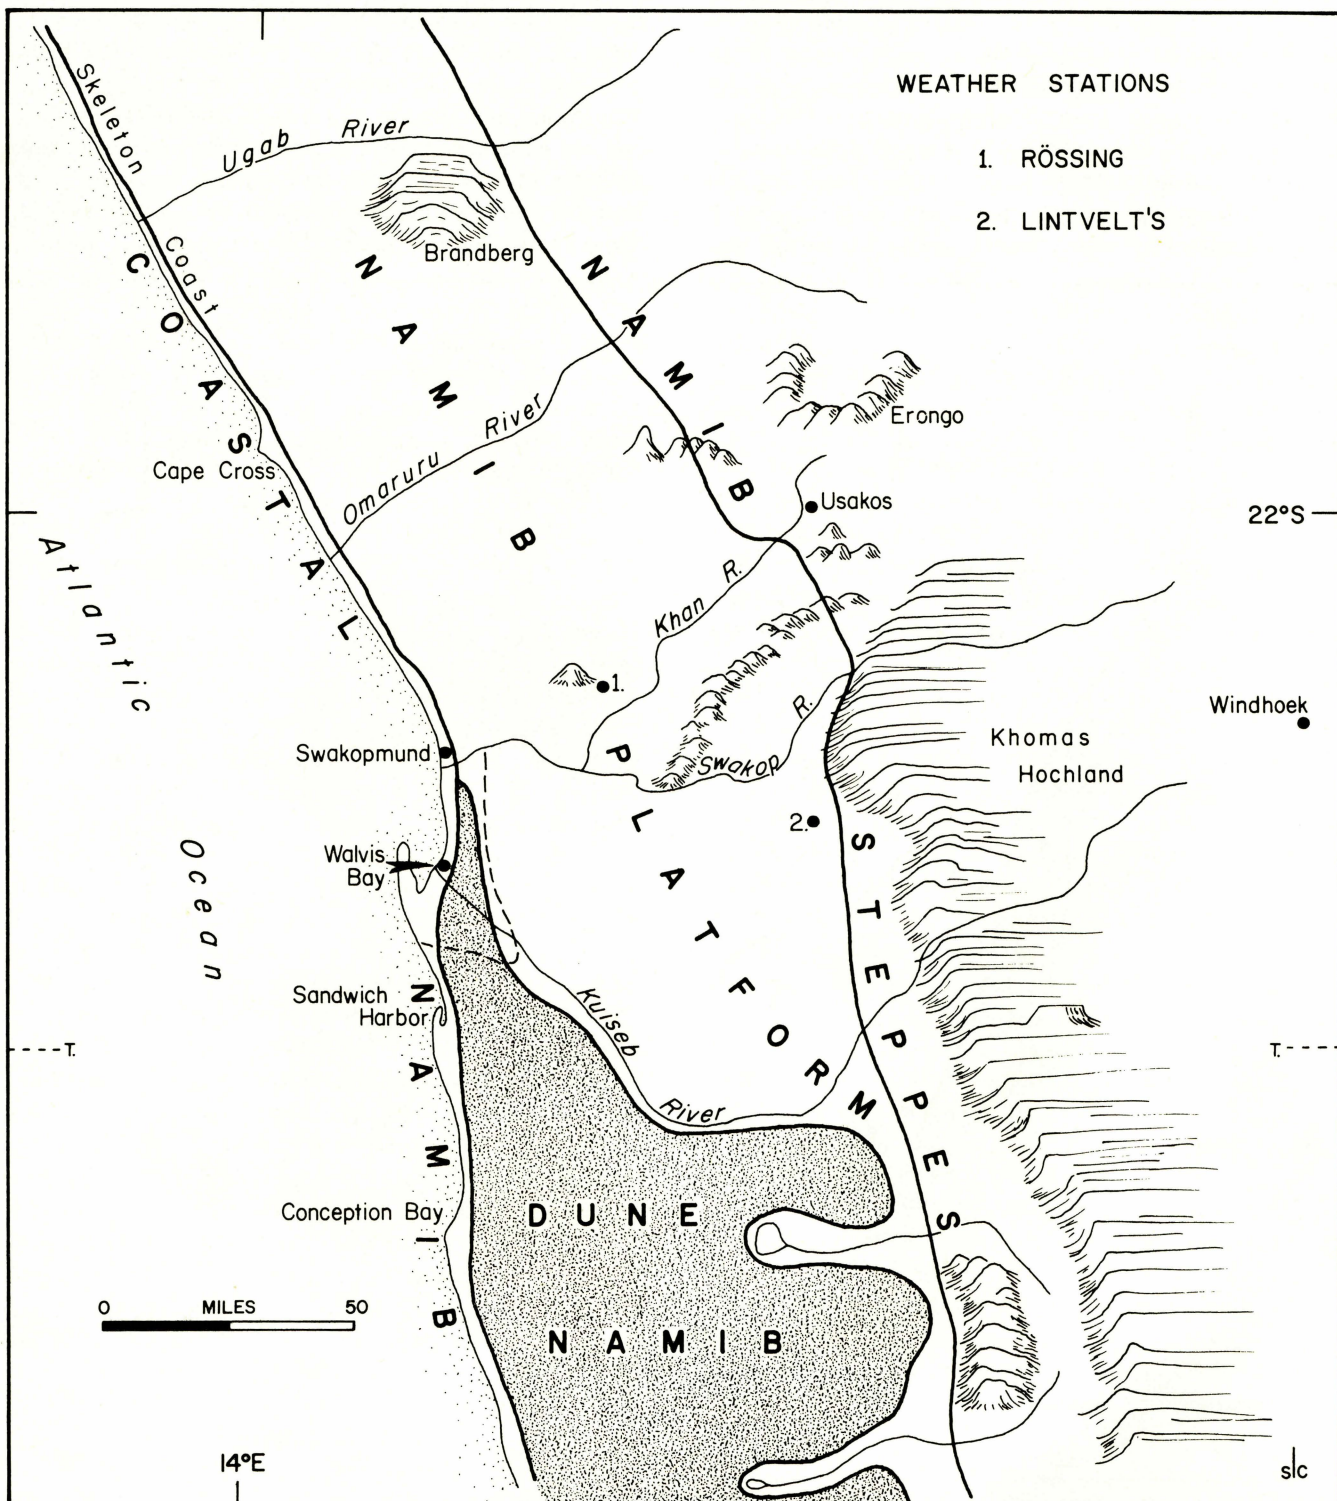 WEATHER STATIONS
1. RÖSSING
2. LINTVELT'S
Skeleton Coast
Ugab River
Brandberg
COASTAL NAMIB
NAMIB PLATFORM
NAMIB STEPPES
Erongo
Omaruru River
Cape Cross
Usakos
22°S
Atlantic Ocean
Khan R.
1.
Windhoek
Swakopmund
Swakop R.
Khomas
Hochland
2.
Walvis
Bay
Sandwich
Harbor
Kuiseb River
T.
T.
Conception Bay
DUNE
NAMIB
0 MILES 50
14°E
s|c